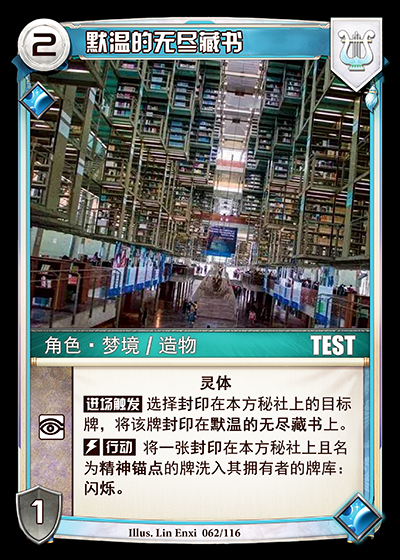 2
默温的无尽藏书
角色・梦境 / 造物
TEST
灵体
进场触发 选择封印在本方秘社上的目标
牌，将该牌封印在默温的无尽藏书上。
行动 将一张封印在本方秘社上且名
为精神锚点的牌洗入其拥有者的牌库：
闪烁。
1
Illus. Lin Enxi 062/116